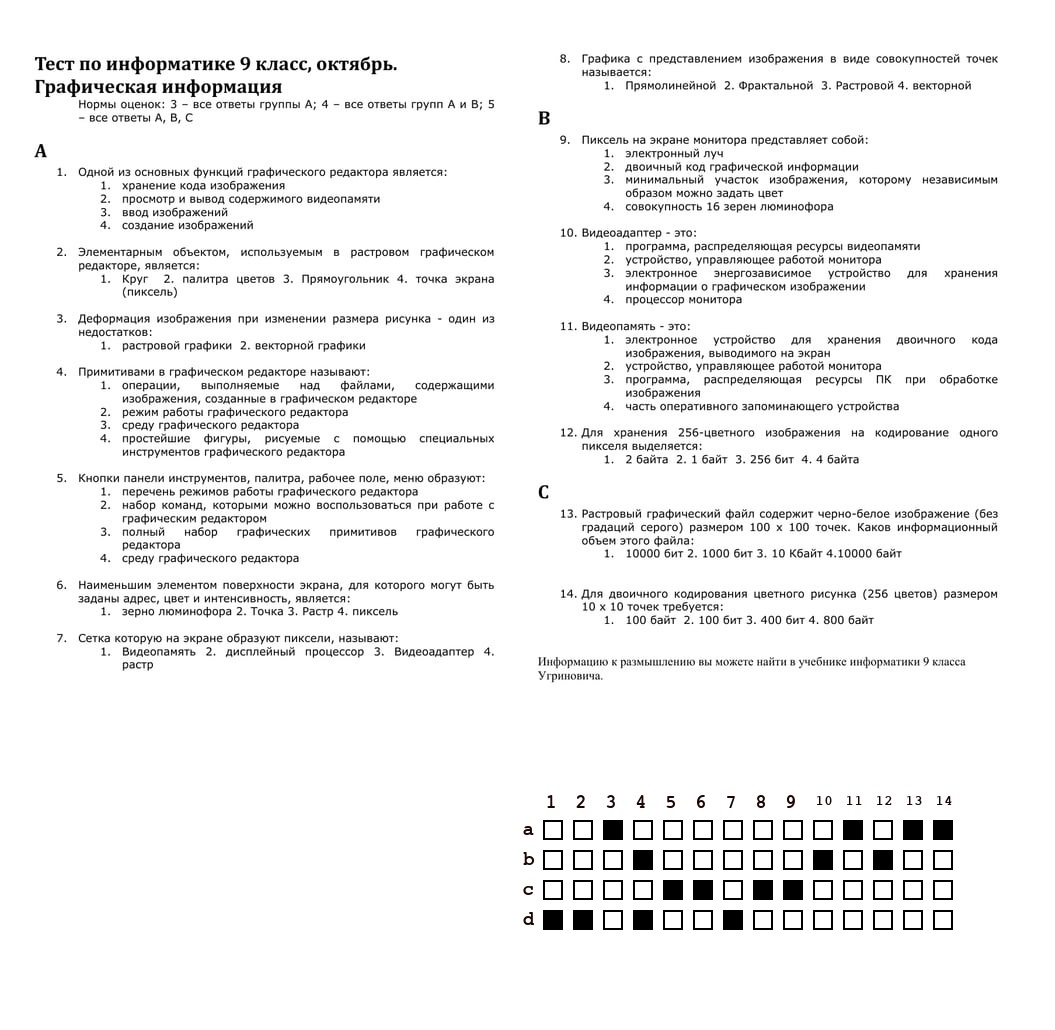 Тест по информатике 9 класс, октябрь.
Графическая информация
Нормы оценок: 3 – все ответы группы А; 4 – все ответы групп А и В; 5
– все ответы А, В, С
А
1. Одной из основных функций графического редактора является:
1. хранение кода изображения
2. просмотр и вывод содержимого видеопамяти
3. ввод изображений
4. создание изображений
2. Элементарным объектом, используемым в растровом графическом
редакторе, является:
1. Круг 2. палитра цветов 3. Прямоугольник 4. точка экрана
(пиксель)
3. Деформация изображения при изменении размера рисунка - один из
недостатков:
1. растровой графики 2. векторной графики
4. Примитивами в графическом редакторе называют:
1. операции, выполняемые над файлами, содержащими
изображения, созданные в графическом редакторе
2. режим работы графического редактора
3. среду графического редактора
4. простейшие фигуры, рисуемые с помощью специальных
инструментов графического редактора
5. Кнопки панели инструментов, палитра, рабочее поле, меню образуют:
1. перечень режимов работы графического редактора
2. набор команд, которыми можно воспользоваться при работе с
графическим редактором
3. полный набор графических примитивов графического
редактора
4. среду графического редактора
6. Наименьшим элементом поверхности экрана, для которого могут быть
заданы адрес, цвет и интенсивность, является:
1. зерно люминофора 2. Точка 3. Растр 4. пиксель
7. Сетка которую на экране образуют пиксели, называют:
1. Видеопамять 2. дисплейный процессор 3. Видеоадаптер 4.
растр
8. Графика с представлением изображения в виде совокупностей точек
называется:
1. Прямолинейной 2. Фрактальной 3. Растровой 4. векторной
В
9. Пиксель на экране монитора представляет собой:
1. электронный луч
2. двоичный код графической информации
3. минимальный участок изображения, которому независимым
образом можно задать цвет
4. совокупность 16 зерен люминофора
10. Видеоадаптер - это:
1. программа, распределяющая ресурсы видеопамяти
2. устройство, управляющее работой монитора
3. электронное энергозависимое устройство для хранения
информации о графическом изображении
4. процессор монитора
11. Видеопамять - это:
1. электронное устройство для хранения двоичного кода
изображения, выводимого на экран
2. устройство, управляющее работой монитора
3. программа, распределяющая ресурсы ПК при обработке
изображения
4. часть оперативного запоминающего устройства
12. Для хранения 256-цветного изображения на кодирование одного
пикселя выделяется:
1. 2 байта 2. 1 байт 3. 256 бит 4. 4 байта
С
13. Растровый графический файл содержит черно-белое изображение (без
градаций серого) размером 100 х 100 точек. Каков информационный
объем этого файла:
1. 10000 бит 2. 1000 бит 3. 10 Кбайт 4.10000 байт
14. Для двоичного кодирования цветного рисунка (256 цветов) размером
10 х 10 точек требуется:
1. 100 байт 2. 100 бит 3. 400 бит 4. 800 байт
Информацию к размышлению вы можете найти в учебнике информатики 9 класса
Угриновича.
1 2 3 4 5 6 7 8 9 10 11 12 13 14
a
b
c
d